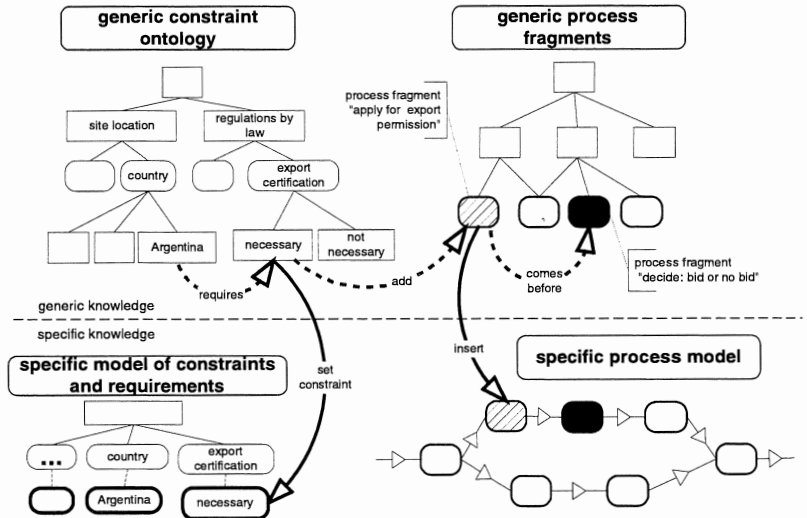 generic constraint
ontology
generic process
fragments
process fragment
"apply for export
permission"
site location
regulations by
law
country
export
certification
Argentina
necessary
not
necessary
requires
add
comes
before
process fragment
"decide: bid or no bid"
generic knowledge
specific knowledge
specific model of constraints
and requirements
set
constraint
insert
specific process model
...
country
export
certification
Argentina
necessary